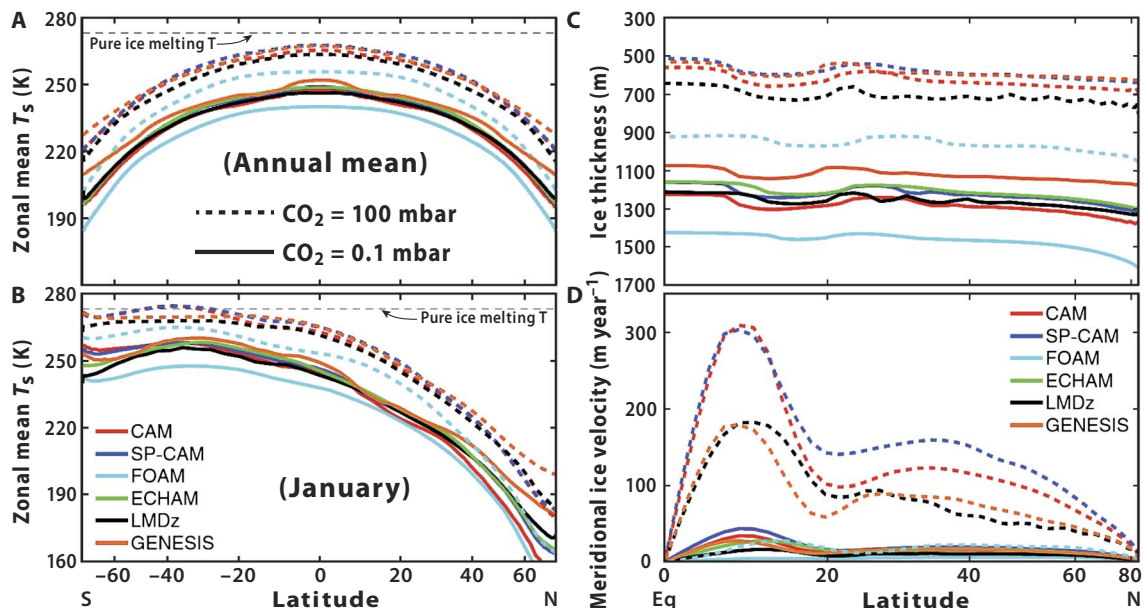 A
280
270
250
220
190
Zonal mean Ts (K)
Pure ice melting T
(Annual mean)
CO2 = 100 mbar
CO2 = 0.1 mbar
B
280
250
220
190
160
Zonal mean Ts (K)
Pure ice melting T
CAM
SP-CAM
FOAM
ECHAM
LMDz
GENESIS
(January)
−60 −40 −20 0 20 40 60
S Latitude N
C
300
500
700
900
1100
1300
1500
1700
Ice thickness (m)
D
300
200
100
0
Meridional ice velocity (m year−1)
CAM
SP-CAM
FOAM
ECHAM
LMDz
GENESIS
0 20 40 60 80
Eq Latitude N